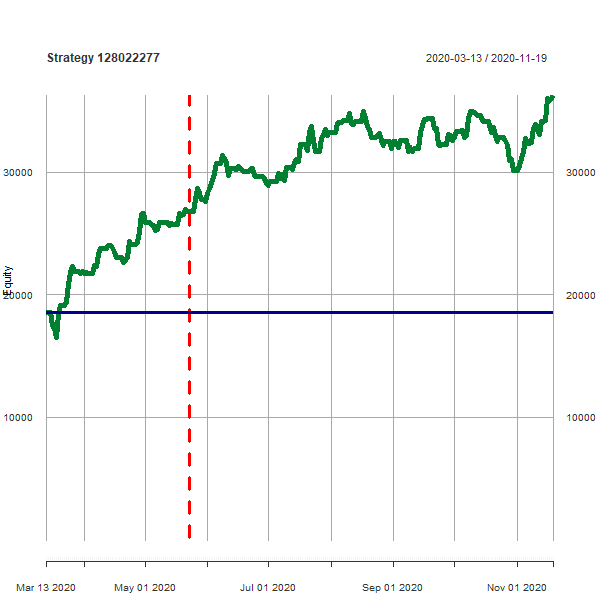 Strategy 128022277
2020-03-13 / 2020-11-19
30000
30000
Equity
20000
20000
10000
10000
Mar 13 2020
May 01 2020
Jul 01 2020
Sep 01 2020
Nov 01 2020